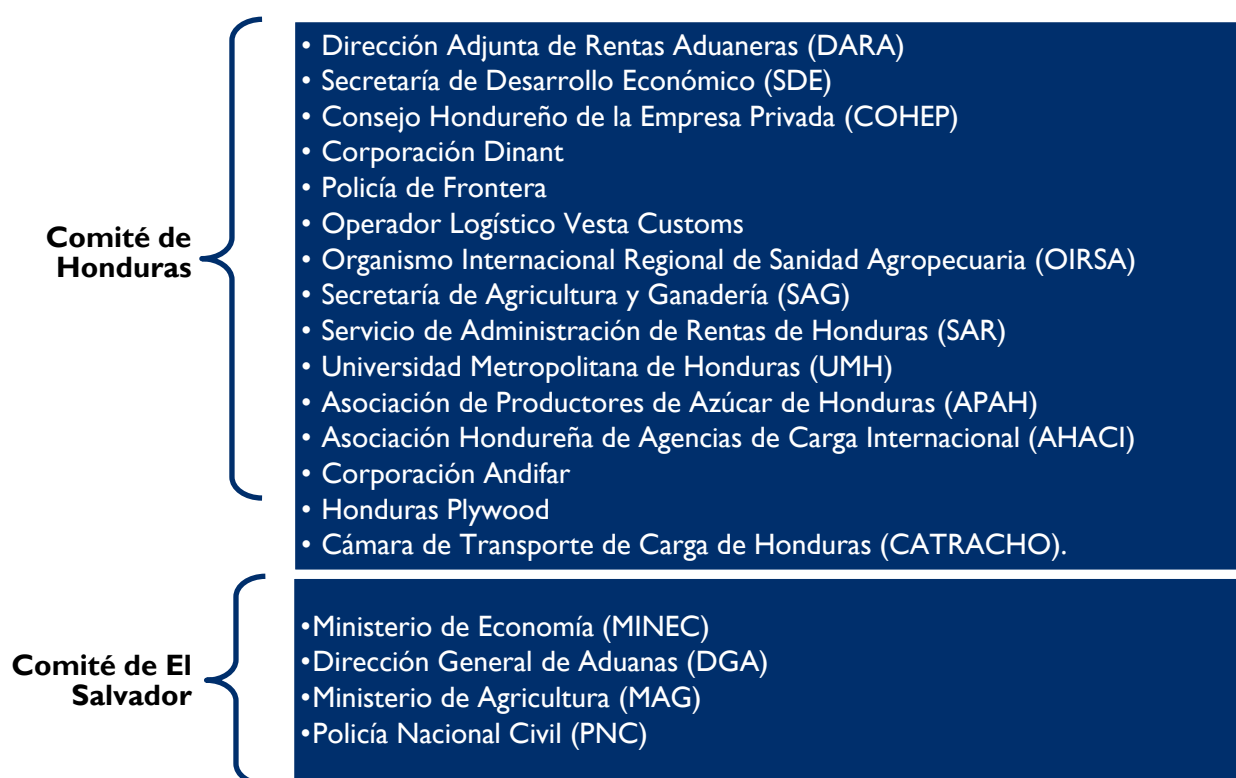 Comité de
Honduras
• Dirección Adjunta de Rentas Aduaneras (DARA)
• Secretaría de Desarrollo Económico (SDE)
• Consejo Hondureño de la Empresa Privada (COHEP)
• Corporación Dinant
• Policía de Frontera
• Operador Logístico Vesta Customs
• Organismo Internacional Regional de Sanidad Agropecuaria (OIRSA)
• Secretaría de Agricultura y Ganadería (SAG)
• Servicio de Administración de Rentas de Honduras (SAR)
• Universidad Metropolitana de Honduras (UMH)
• Asociación de Productores de Azúcar de Honduras (APAH)
• Asociación Hondureña de Agencias de Carga Internacional (AHACI)
• Corporación Andifar
• Honduras Plywood
• Cámara de Transporte de Carga de Honduras (CATRACHO).
Comité de El
Salvador
•Ministerio de Economía (MINEC)
•Dirección General de Aduanas (DGA)
•Ministerio de Agricultura (MAG)
•Policía Nacional Civil (PNC)